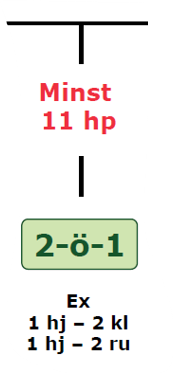 Minst
11 hp
2-ö-1
Ex
1 hj – 2 kl
1 hj – 2 ru